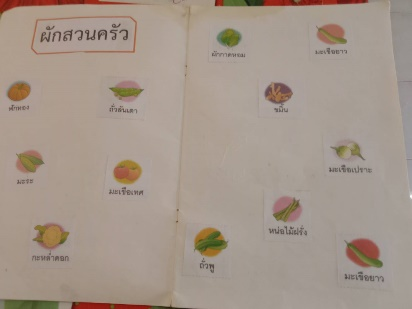 ผักสวนครัว
ฟักทอง
ถั่วลันเตา
มะระ
มะเขือเทศ
กะหล่ำดอก
ผักกาดหอม
มะเขือยาว
ขมิ้น
มะเขือเปราะ
หน่อไม้ฝรั่ง
ถั่วพู
มะเขือยาว